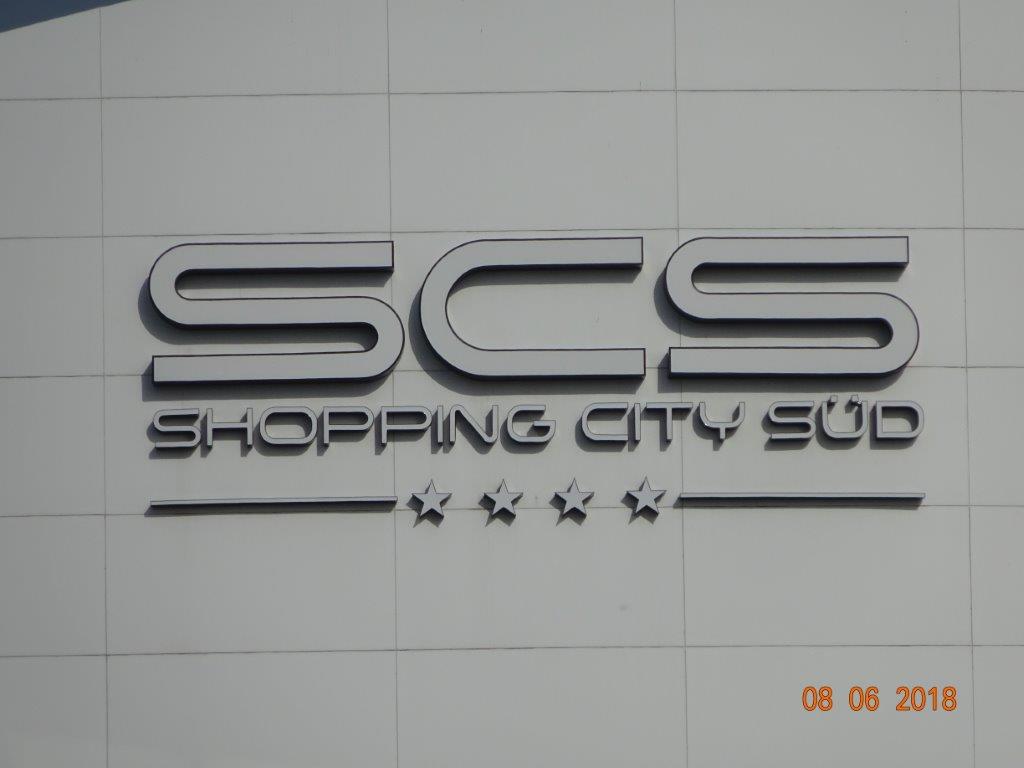 SCS
SHOPPING CITY SÜD
08 06 2018